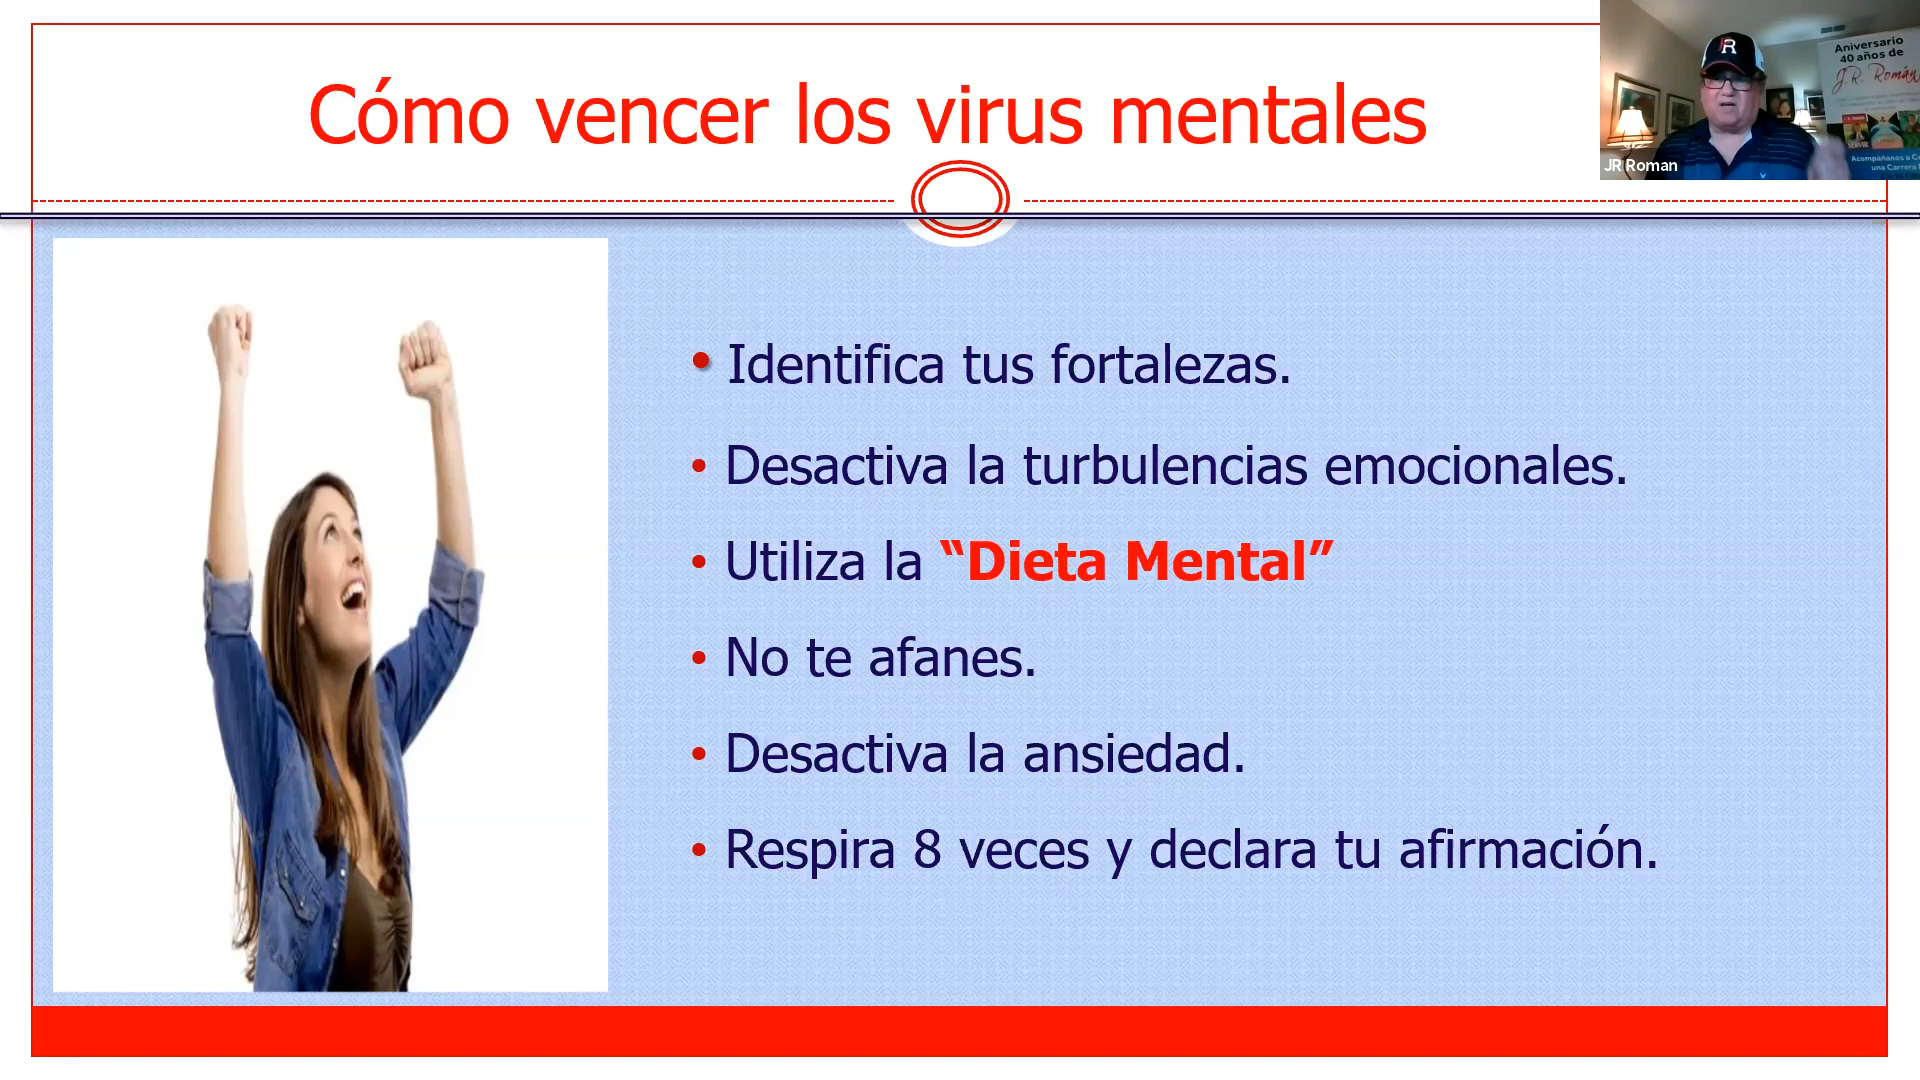 Cómo vencer los virus mentales
Aniversario
40 años de
J.R. Román
R
SERVIR
Acompáñanos a
una Carrera
JR Roman
• Identifica tus fortalezas.
• Desactiva la turbulencias emocionales.
• Utiliza la “Dieta Mental”
• No te afanes.
• Desactiva la ansiedad.
• Respira 8 veces y declara tu afirmación.